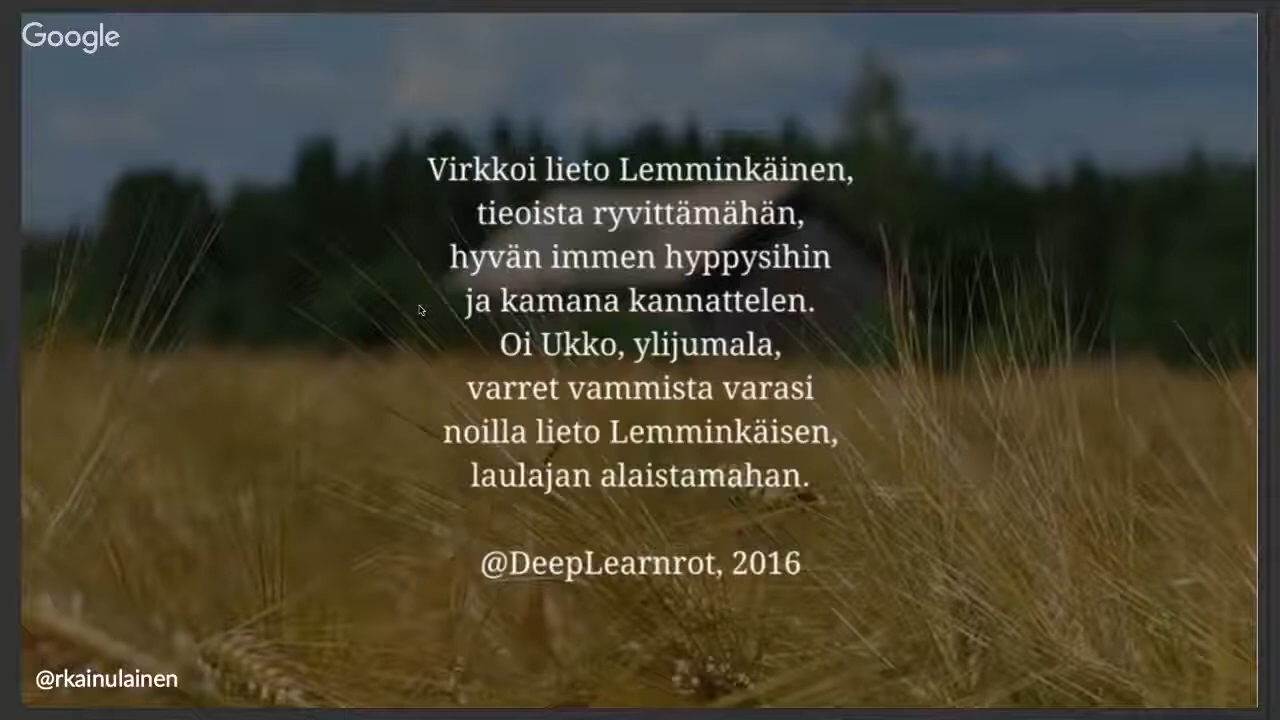 Google
Virkkoi lieto Lemminkäinen,
tieoista ryvittämähän,
hyvän immen hyppysihin
ja kamana kannattelen.
Oi Ukko, ylijumala,
varret vammista varasi
noilla lieto Lemminkäisen,
laulajan alaistamahan.
@DeepLearnrot, 2016
@rkainulainen